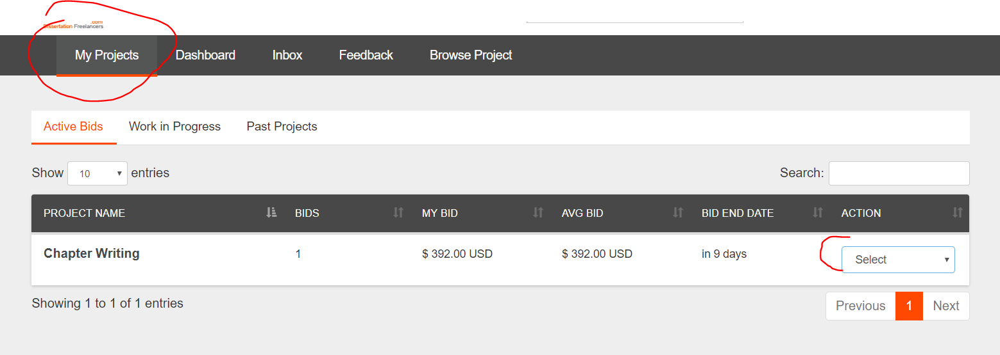 .com
Dissertation Freelancers
My Projects Dashboard Inbox Feedback Browse Project
Active Bids Work in Progress Past Projects
Show 10 entries Search:
PROJECT NAME BIDS MY BID AVG BID BID END DATE ACTION
Chapter Writing 1 $ 392.00 USD $ 392.00 USD in 9 days Select
Showing 1 to 1 of 1 entries Previous 1 Next